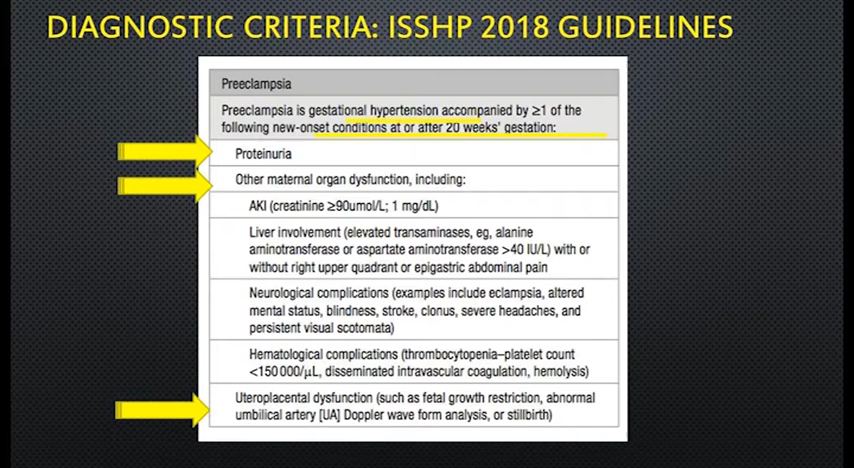 DIAGNOSTIC CRITERIA: ISSHP 2018 GUIDELINES
Preeclampsia
Preeclampsia is gestational hypertension accompanied by ≥1 of the
following new-onset conditions at or after 20 weeks' gestation:
Proteinuria
Other maternal organ dysfunction, including:
AKI (creatinine ≥90umol/L; 1 mg/dL)
Liver involvement (elevated transaminases, eg, alanine
aminotransferase or aspartate aminotransferase >40 IU/L) with or
without right upper quadrant or epigastric abdominal pain
Neurological complications (examples include eclampsia, altered
mental status, blindness, stroke, clonus, severe headaches, and
persistent visual scotomata)
Hematological complications (thrombocytopenia–platelet count
<150 000/μL, disseminated intravascular coagulation, hemolysis)
Uteroplacental dysfunction (such as fetal growth restriction, abnormal
umbilical artery [UA] Doppler wave form analysis, or stillbirth)